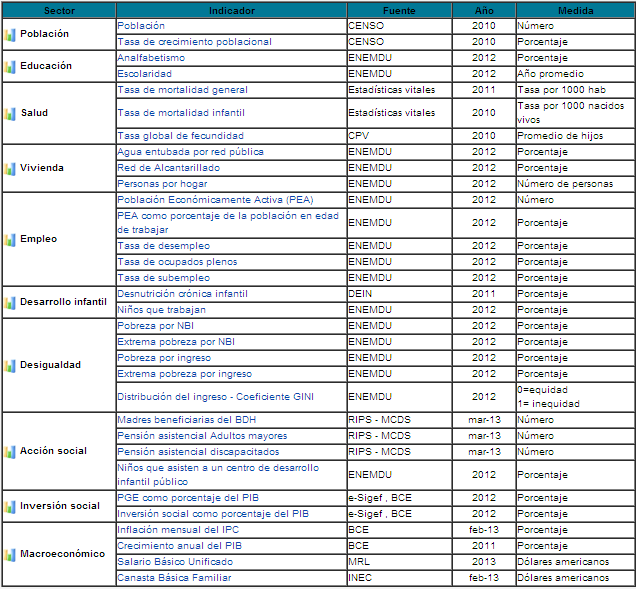 Sector Indicador Fuente Año Medida
Población
Población CENSO 2010 Número
Tasa de crecimiento poblacional CENSO 2010 Porcentaje
Educación
Analfabetismo ENEMDU 2012 Porcentaje
Escolaridad ENEMDU 2012 Año promedio
Salud
Tasa de mortalidad general Estadísticas vitales 2011 Tasa por 1000 hab
Tasa de mortalidad infantil Estadísticas vitales 2010 Tasa por 1000 nacidos
vivos
Tasa global de fecundidad CPV 2010 Promedio de hijos
Vivienda
Agua entubada por red pública ENEMDU 2012 Porcentaje
Red de Alcantarillado ENEMDU 2012 Porcentaje
Personas por hogar ENEMDU 2012 Número de personas
Empleo
Población Económicamente Activa (PEA) ENEMDU 2012 Número
PEA como porcentaje de la población en edad
de trabajar ENEMDU 2012 Porcentaje
Tasa de desempleo ENEMDU 2012 Porcentaje
Tasa de ocupados plenos ENEMDU 2012 Porcentaje
Tasa de subempleo ENEMDU 2012 Porcentaje
Desarrollo infantil
Desnutrición crónica infantil DEIN 2011 Porcentaje
Niños que trabajan ENEMDU 2012 Porcentaje
Desigualdad
Pobreza por NBI ENEMDU 2012 Porcentaje
Extrema pobreza por NBI ENEMDU 2012 Porcentaje
Pobreza por ingreso ENEMDU 2012 Porcentaje
Extrema pobreza por ingreso ENEMDU 2012 Porcentaje
Distribución del ingreso - Coeficiente GINI ENEMDU 2012 0=equidad
1= inequidad
Acción social
Madres beneficiarias del BDH RIPS - MCDS mar-13 Número
Pensión asistencial Adultos mayores RIPS - MCDS mar-13 Número
Pensión asistencial discapacitados RIPS - MCDS mar-13 Número
Niños que asisten a un centro de desarrollo
infantil público ENEMDU 2012 Porcentaje
Inversión social
PGE como porcentaje del PIB e-Sigef , BCE 2012 Porcentaje
Inversión social como porcentaje del PIB e-Sigef , BCE 2012 Porcentaje
Macroeconómico
Inflación mensual del IPC BCE feb-13 Porcentaje
Crecimiento anual del PIB BCE 2011 Porcentaje
Salario Básico Unificado MRL 2013 Dólares americanos
Canasta Básica Familiar INEC feb-13 Dólares americanos